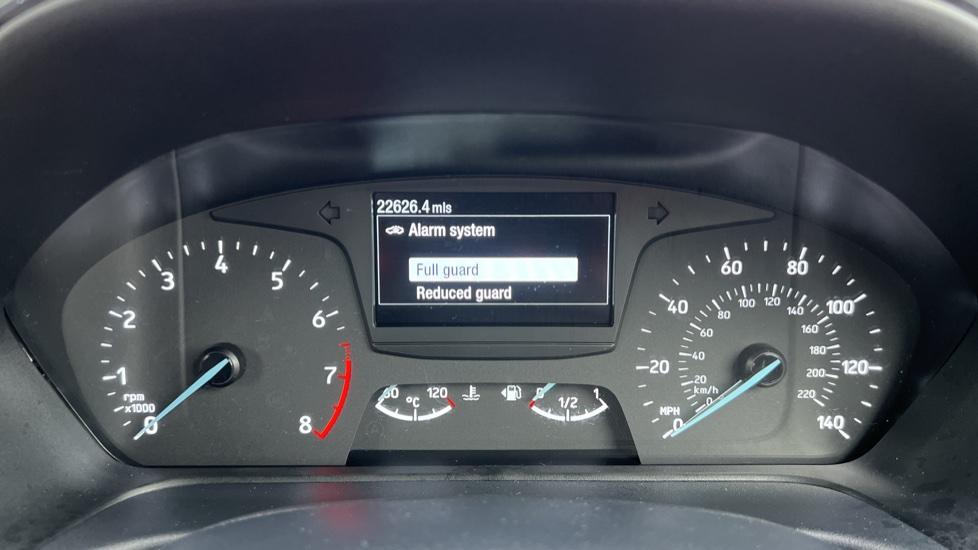 22626.4 mls
Alarm system
Full guard
Reduced guard
0 1 2 3 4 5 6 7 8
rpm
x1000
60 120
°C
0 1/2 1
0 20 40 60 80 100 120 140
MPH
0 20 40 60 80 100 120 140 160 180 200 220
km/h